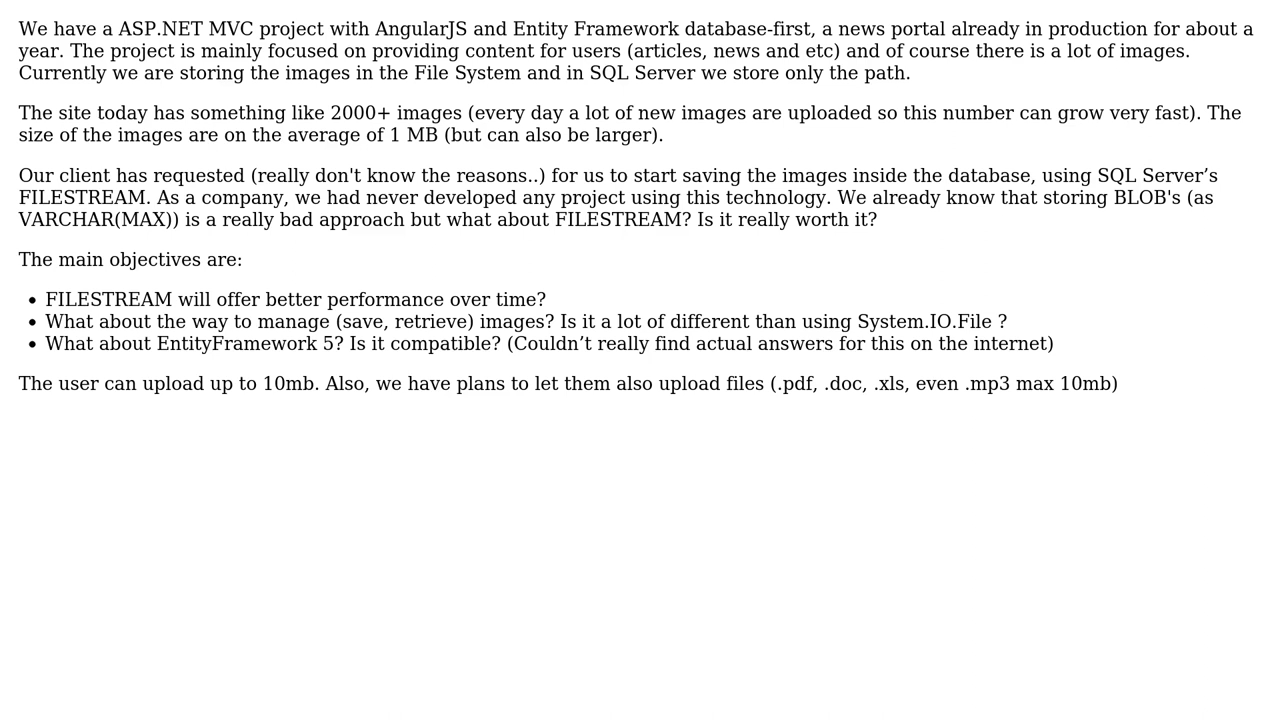 We have a ASP.NET MVC project with AngularJS and Entity Framework database-first, a news portal already in production for about a
year. The project is mainly focused on providing content for users (articles, news and etc) and of course there is a lot of images.
Currently we are storing the images in the File System and in SQL Server we store only the path.
The site today has something like 2000+ images (every day a lot of new images are uploaded so this number can grow very fast). The
size of the images are on the average of 1 MB (but can also be larger).
Our client has requested (really don't know the reasons..) for us to start saving the images inside the database, using SQL Server’s
FILESTREAM. As a company, we had never developed any project using this technology. We already know that storing BLOB's (as
VARCHAR(MAX)) is a really bad approach but what about FILESTREAM? Is it really worth it?
The main objectives are:
• FILESTREAM will offer better performance over time?
• What about the way to manage (save, retrieve) images? Is it a lot of different than using System.IO.File ?
• What about EntityFramework 5? Is it compatible? (Couldn’t really find actual answers for this on the internet)
The user can upload up to 10mb. Also, we have plans to let them also upload files (.pdf, .doc, .xls, even .mp3 max 10mb)